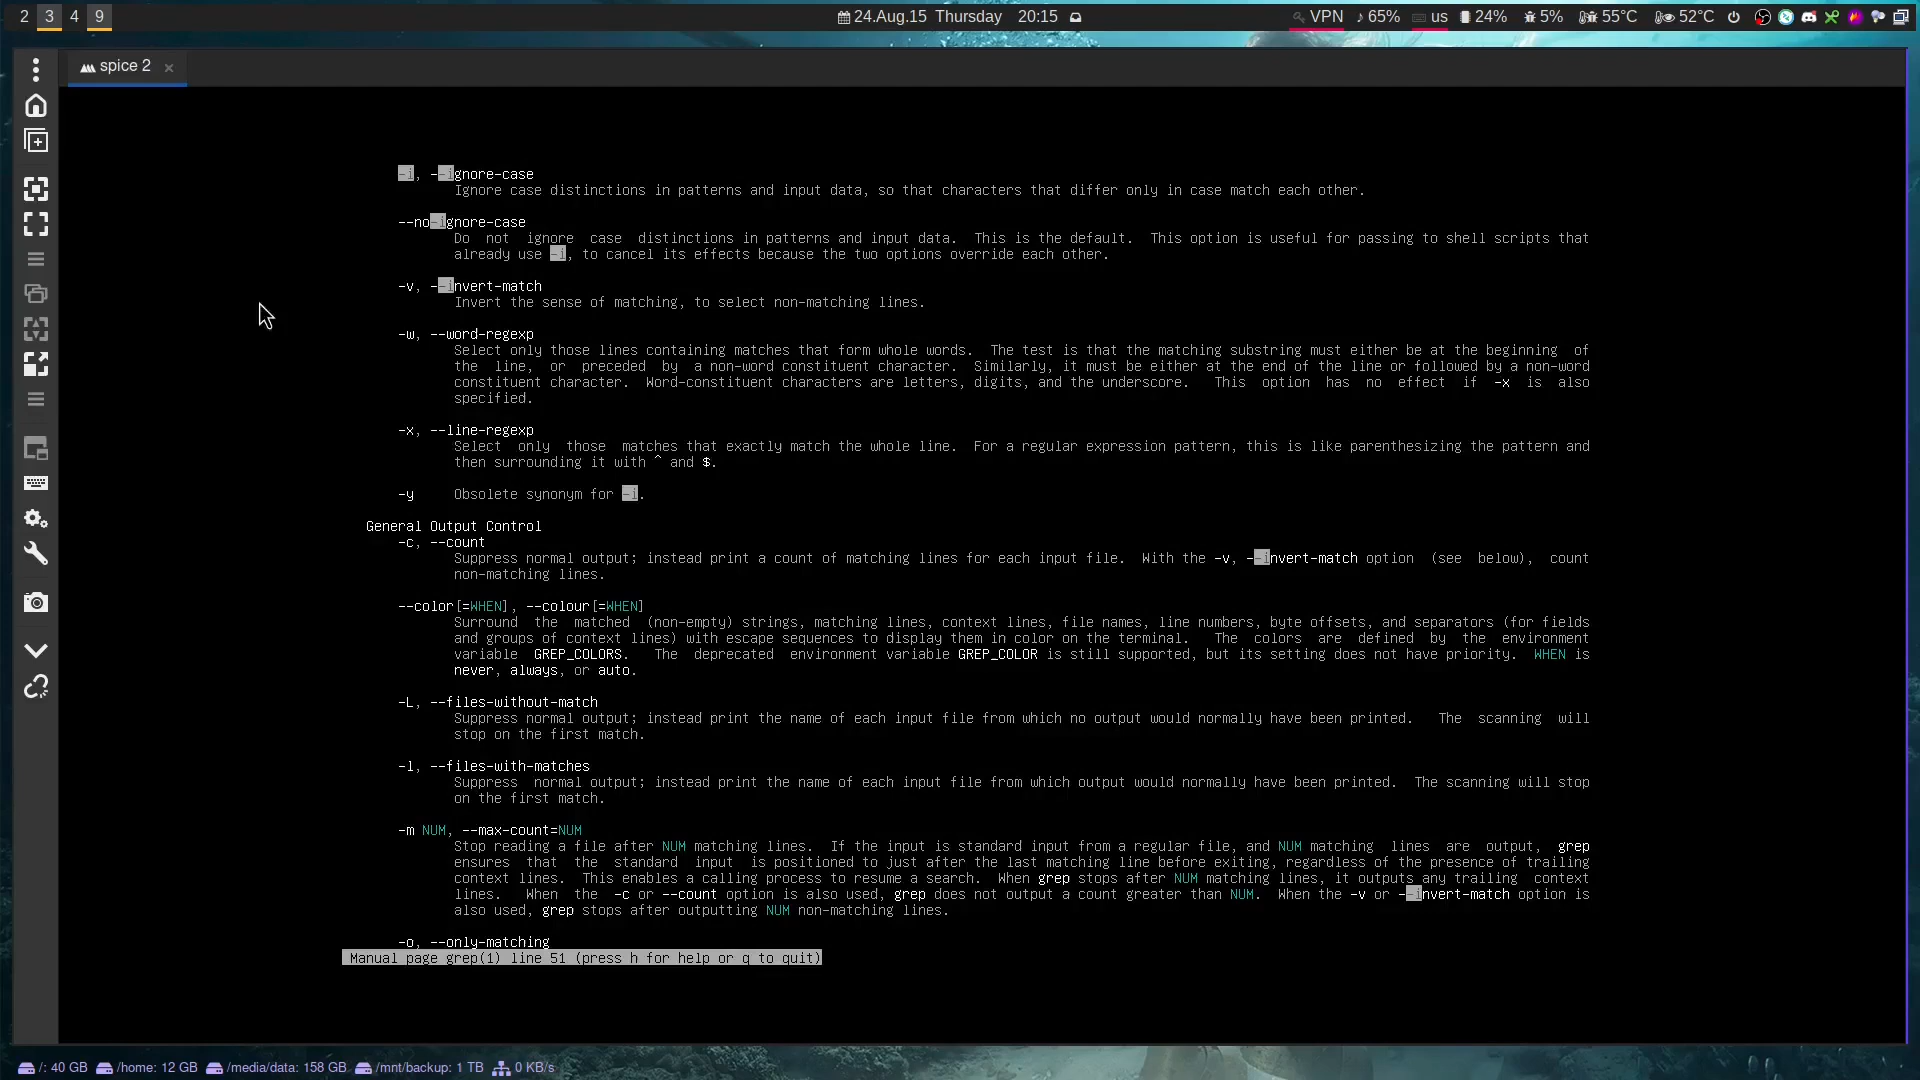 2 3 4 9 24.Aug.15 Thursday 20:15 VPN 65% us 24% 5% 55°C 52°C
spice 2 ×
-i, --ignore-case
Ignore case distinctions in patterns and input data, so that characters that differ only in case match each other.
--no-ignore-case
Do not ignore case distinctions in patterns and input data. This is the default. This option is useful for passing to shell scripts that
already use -i, to cancel its effects because the two options override each other.
-v, --invert-match
Invert the sense of matching, to select non-matching lines.
-w, --word-regexp
Select only those lines containing matches that form whole words. The test is that the matching substring must either be at the beginning of
the line, or preceded by a non-word constituent character. Similarly, it must be either at the end of the line or followed by a non-word
constituent character. Word-constituent characters are letters, digits, and the underscore. This option has no effect if -x is also
specified.
-x, --line-regexp
Select only those matches that exactly match the whole line. For a regular expression pattern, this is like parenthesizing the pattern and
then surrounding it with ^ and $.
-y Obsolete synonym for -i.
General Output Control
-c, --count
Suppress normal output; instead print a count of matching lines for each input file. With the -v, --invert-match option (see below), count
non-matching lines.
--color[=WHEN], --colour[=WHEN]
Surround the matched (non-empty) strings, matching lines, context lines, file names, line numbers, byte offsets, and separators (for fields
and groups of context lines) with escape sequences to display them in color on the terminal. The colors are defined by the environment
variable GREP_COLORS. The deprecated environment variable GREP_COLOR is still supported, but its setting does not have priority. WHEN is
never, always, or auto.
-L, --files-without-match
Suppress normal output; instead print the name of each input file from which no output would normally have been printed. The scanning will
stop on the first match.
-l, --files-with-matches
Suppress normal output; instead print the name of each input file from which output would normally have been printed. The scanning will stop
on the first match.
-m NUM, --max-count=NUM
Stop reading a file after NUM matching lines. If the input is standard input from a regular file, and NUM matching lines are output, grep
ensures that the standard input is positioned to just after the last matching line before exiting, regardless of the presence of trailing
context lines. This enables a calling process to resume a search. When grep stops after NUM matching lines, it outputs any trailing context
lines. When the -c or --count option is also used, grep does not output a count greater than NUM. When the -v or --invert-match option is
also used, grep stops after outputting NUM non-matching lines.
-o, --only-matching
Manual page grep(1) line 51 (press h for help or q to quit)
/: 40 GB /home: 12 GB /media/data: 158 GB /mnt/backup: 1 TB 0 KB/s